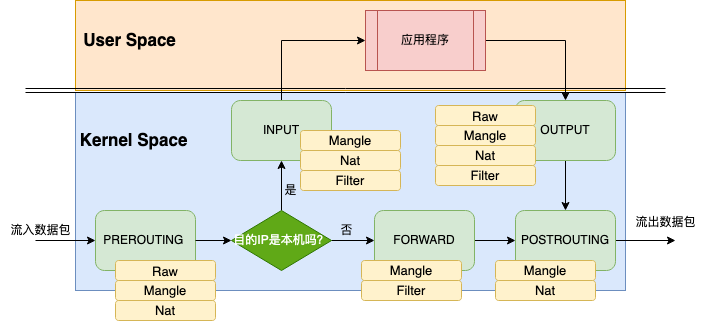 User Space
应用程序
Kernel Space
INPUT
Mangle
Nat
Filter
Raw
Mangle
Nat
Filter
OUTPUT
是
流入数据包
PREROUTING
Raw
Mangle
Nat
目的IP是本机吗?
否
FORWARD
Mangle
Filter
POSTROUTING
Mangle
Nat
流出数据包